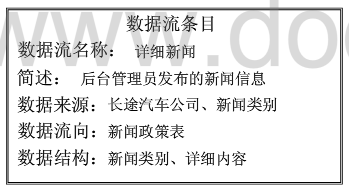 数据流条目
数据流名称： 详细新闻
简述： 后台管理员发布的新闻信息
数据来源：长途汽车公司、新闻类别
数据流向：新闻政策表
数据结构：新闻类别、详细内容
www.doc